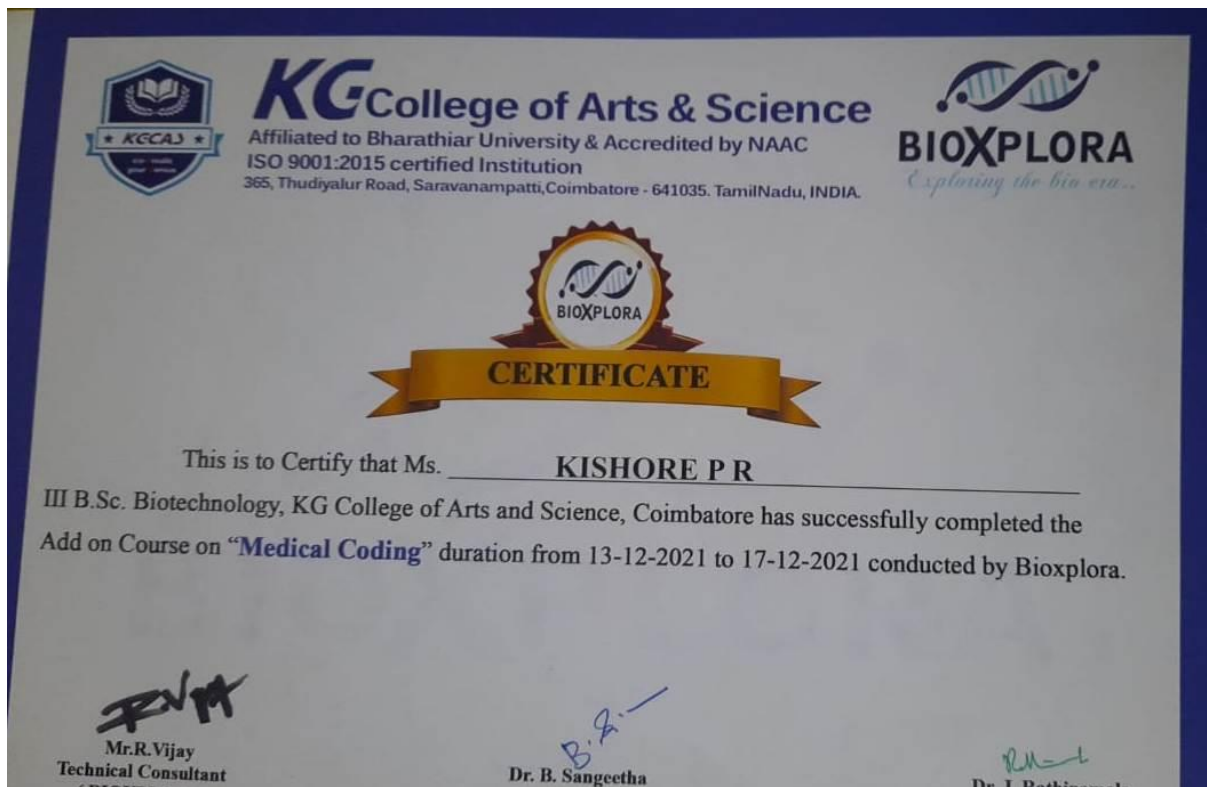 KGCAS
KG College of Arts & Science
Affiliated to Bharathiar University & Accredited by NAAC
ISO 9001:2015 certified Institution
365, Thudiyalur Road, Saravanampatti,Coimbatore - 641035. TamilNadu, INDIA.
BIOXPLORA
Exploring the bio era..
BIOXPLORA
CERTIFICATE
This is to Certify that Ms. KISHORE P R
III B.Sc. Biotechnology, KG College of Arts and Science, Coimbatore has successfully completed the
Add on Course on “Medical Coding” duration from 13-12-2021 to 17-12-2021 conducted by Bioxplora.
Mr.R.Vijay
Technical Consultant
B.S.
Dr. B. Sangeetha